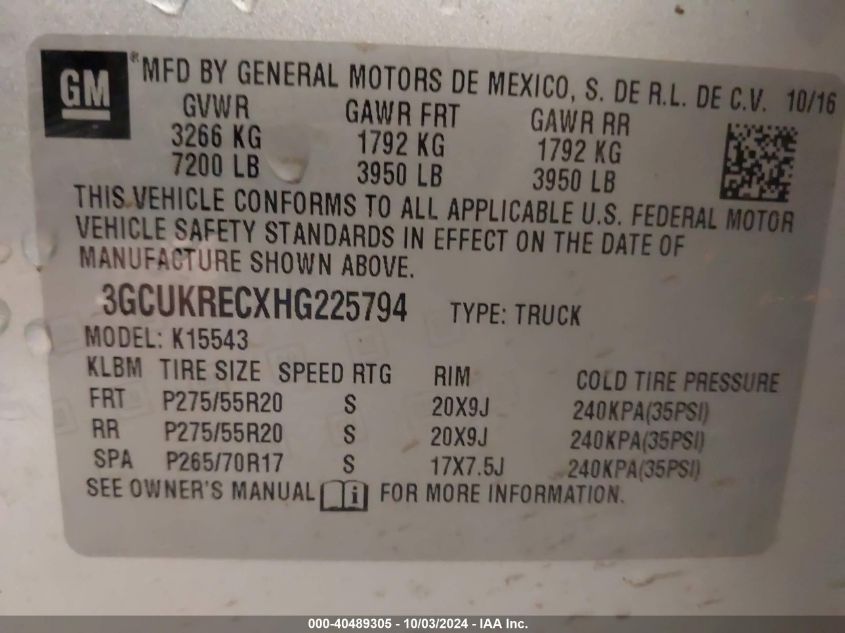 GM
*MFD BY GENERAL MOTORS DE MEXICO, S. DE R.L. DE C.V. 10/16
GVWR GAWR FRT GAWR RR
3266 KG 1792 KG 1792 KG
7200 LB 3950 LB 3950 LB
THIS VEHICLE CONFORMS TO ALL APPLICABLE U.S. FEDERAL MOTOR
VEHICLE SAFETY STANDARDS IN EFFECT ON THE DATE OF
MANUFACTURE SHOWN ABOVE.
3GCUKRECXHG225794 TYPE: TRUCK
MODEL: K15543
KLBM TIRE SIZE SPEED RTG RIM COLD TIRE PRESSURE
FRT P275/55R20 S 20X9J 240KPA(35PSI)
RR P275/55R20 S 20X9J 240KPA(35PSI)
SPA P265/70R17 S 17X7.5J 240KPA(35PSI)
SEE OWNER'S MANUAL i FOR MORE INFORMATION.
000-40489305 - 10/03/2024 - IAA Inc.